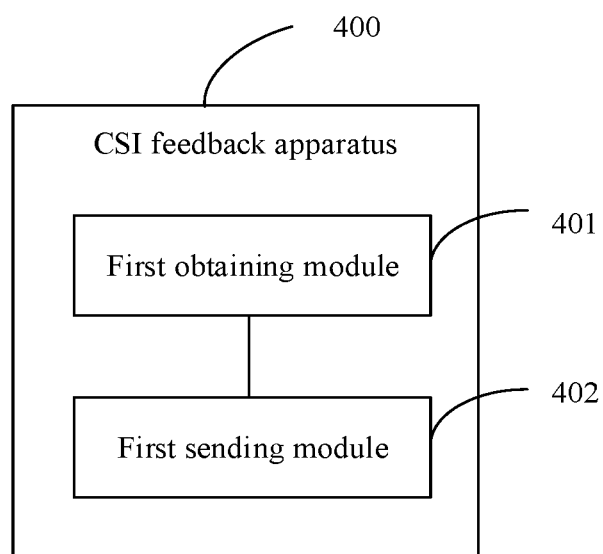 400
CSI feedback apparatus
401
First obtaining module
402
First sending module